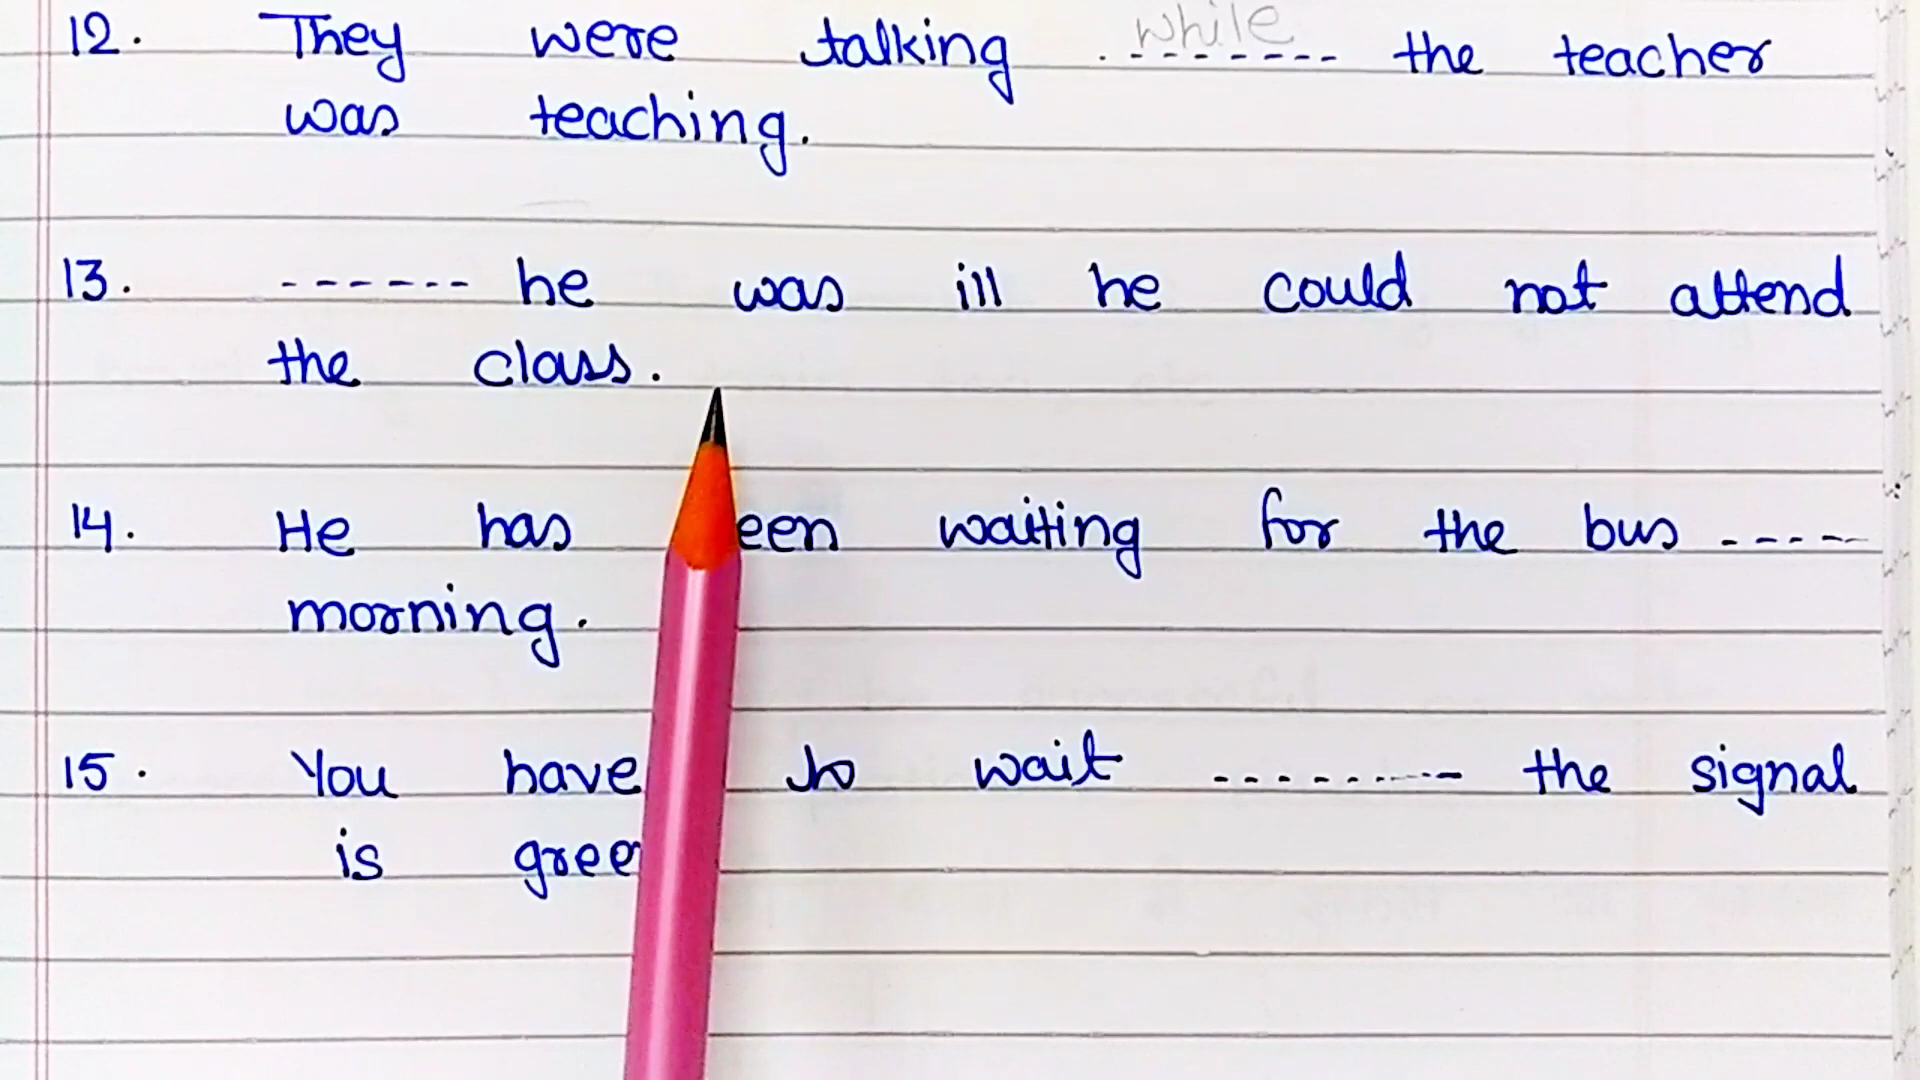 12. They were talking .------- while the teacher
was teaching.
13. ------ he was ill he could not attend
the class.
14. He has een waiting for the bus -----
morning.
15. You have to wait --------- the signal
is gree